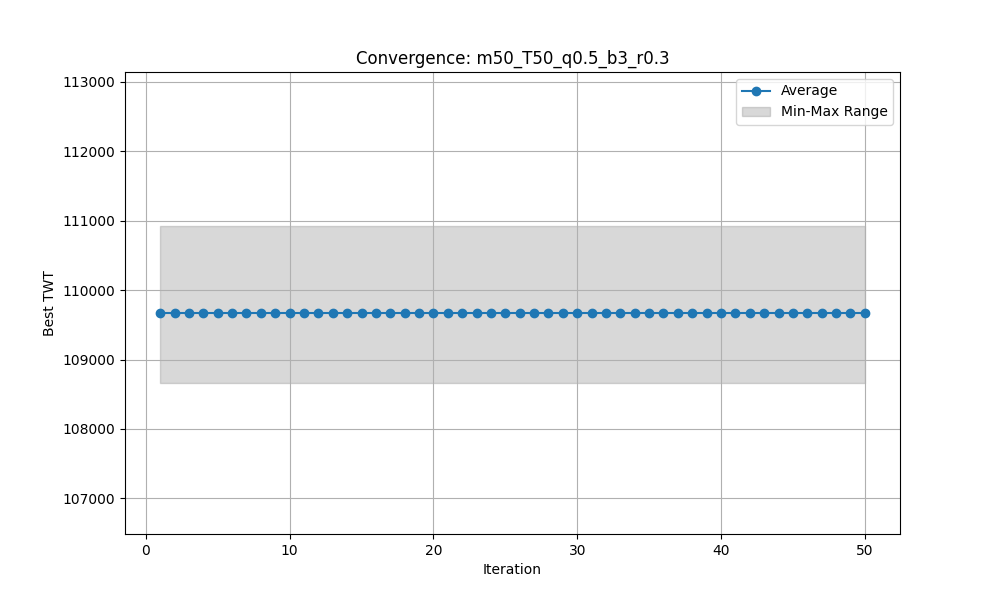 Convergence: m50_T50_q0.5_b3_r0.3
Average
Min-Max Range
Best TWT
113000
112000
111000
110000
109000
108000
107000
0 10 20 30 40 50
Iteration